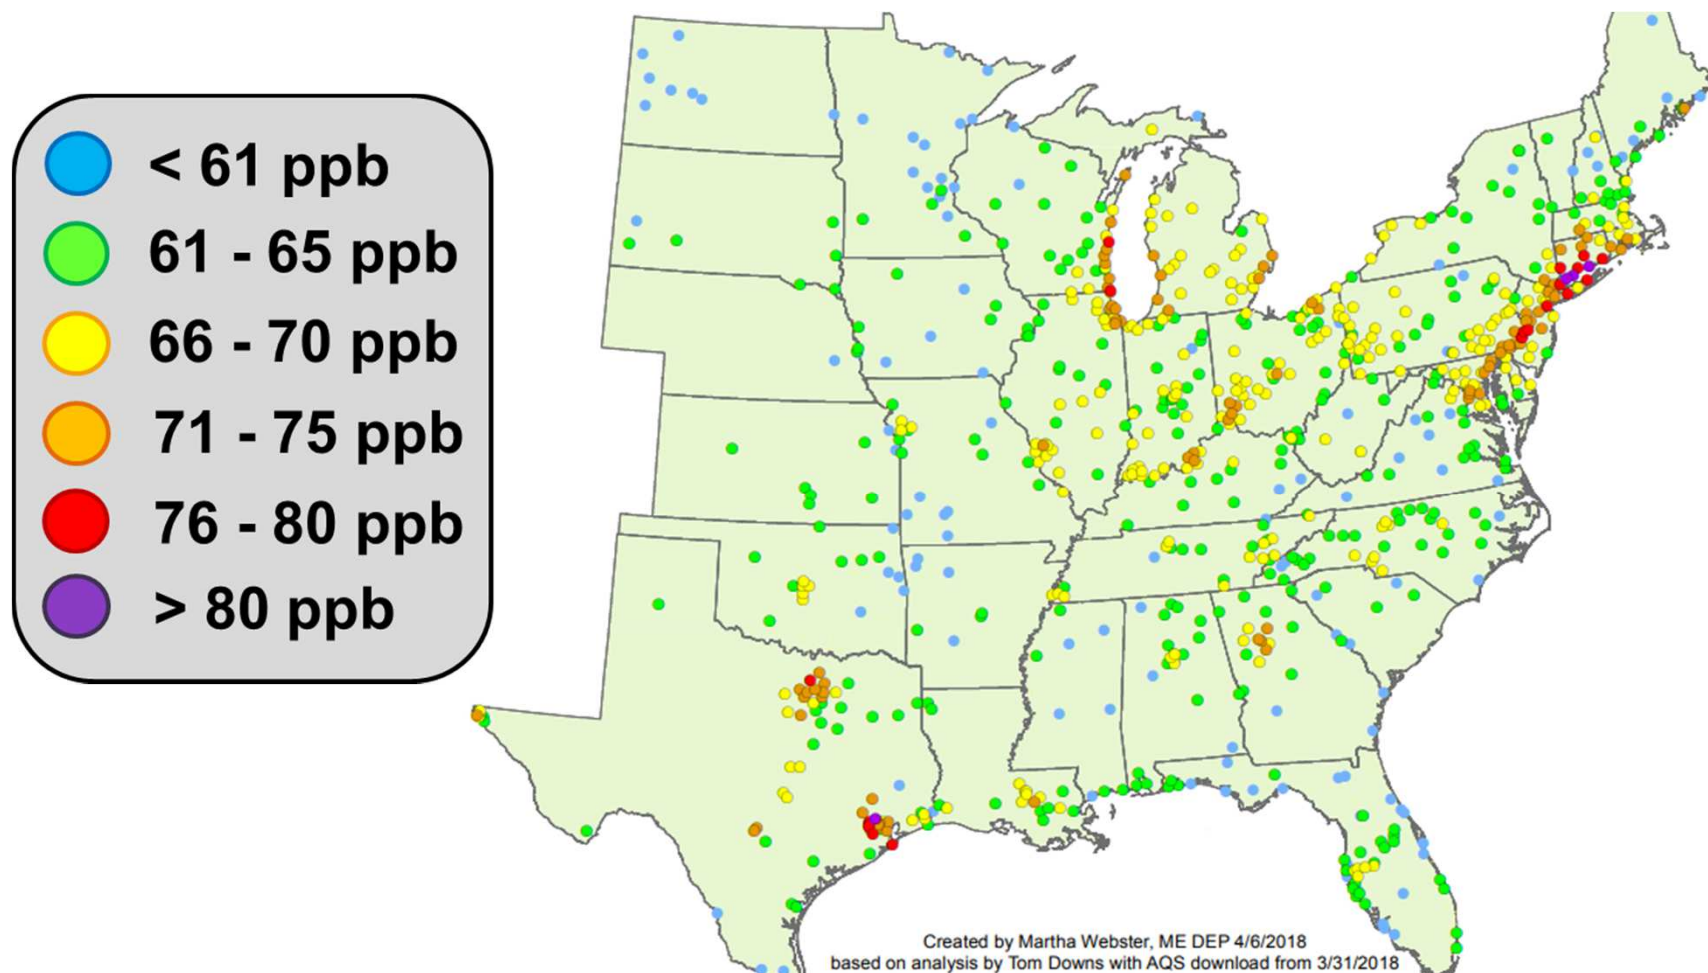 < 61 ppb
61 - 65 ppb
66 - 70 ppb
71 - 75 ppb
76 - 80 ppb
> 80 ppb
Created by Martha Webster, ME DEP 4/6/2018
based on analysis by Tom Downs with AQS download from 3/31/2018